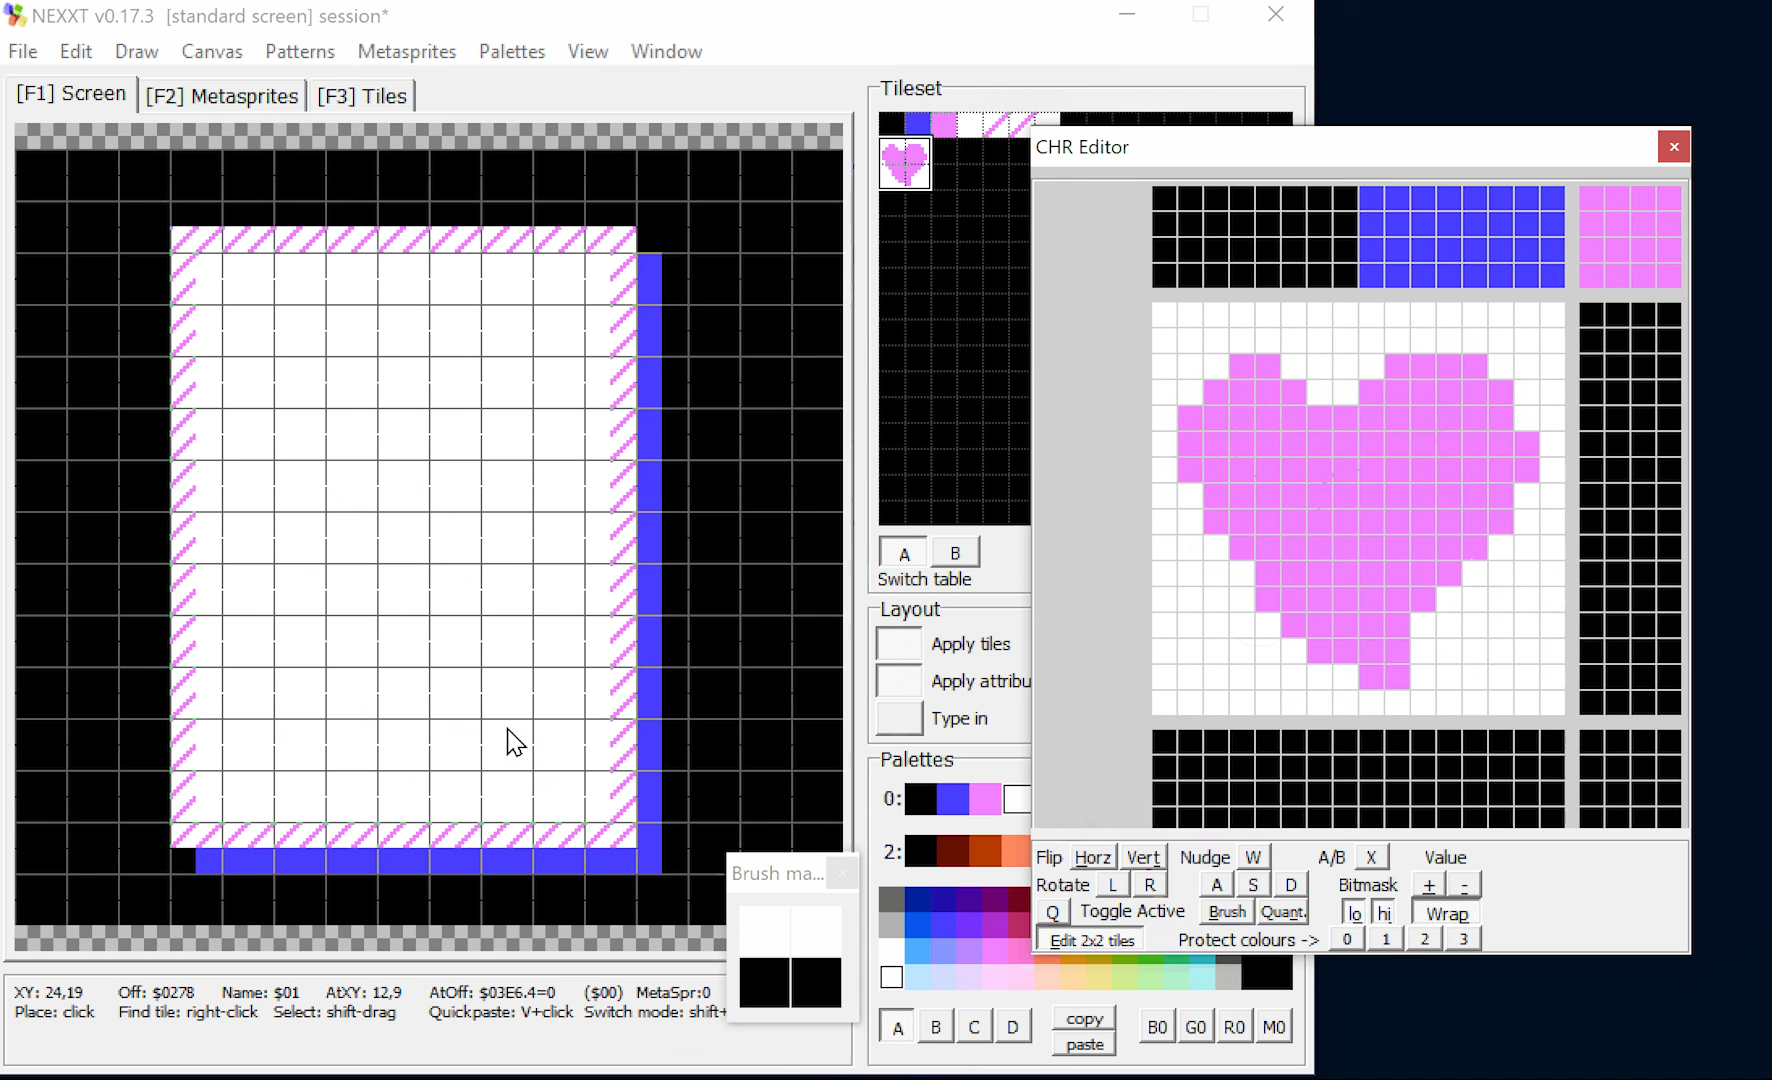 NEXXT v0.17.3 [standard screen] session*
File Edit Draw Canvas Patterns Metasprites Palettes View Window
[F1] Screen [F2] Metasprites [F3] Tiles
Tileset
CHR Editor
A B
Switch table
Layout
Apply tiles
Apply attribu
Type in
Palettes
0:
2:
Flip Horz Vert Nudge W A/B X Value
Rotate L R A S D Bitmask + -
Q Toggle Active Brush Quant. lo hi Wrap
Edit 2x2 tiles Protect colours -> 0 1 2 3
Brush ma...
XY: 24,19 Off: $0278 Name: $01 AtXY: 12,9 AtOff: $03E6.4=0 ($00) MetaSpr:0
Place: click Find tile: right-click Select: shift-drag Quickpaste: V+click Switch mode: shift+
A B C D copy paste B0 G0 R0 M0